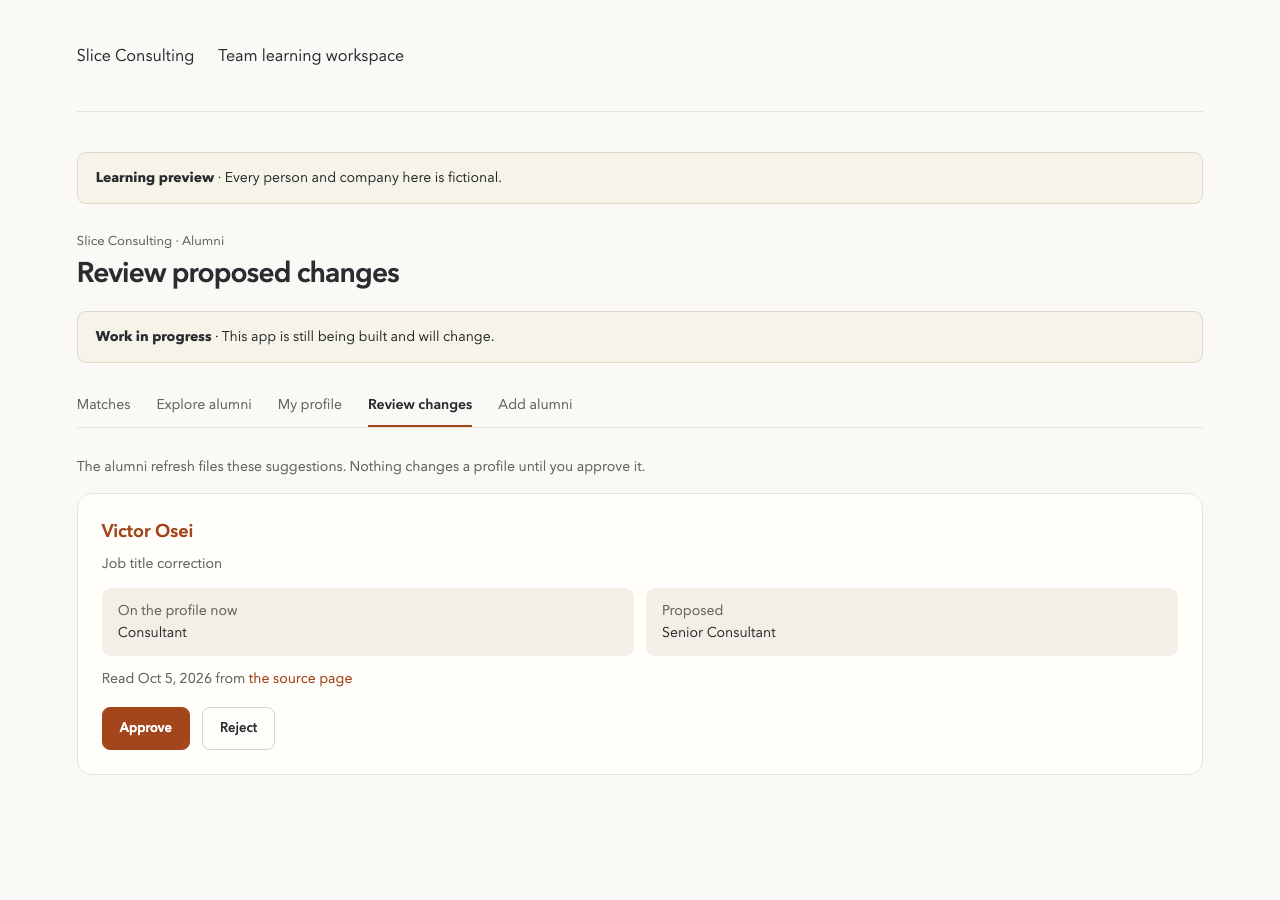 Slice Consulting Team learning workspace
Learning preview · Every person and company here is fictional.
Slice Consulting · Alumni
Review proposed changes
Work in progress · This app is still being built and will change.
Matches Explore alumni My profile Review changes Add alumni
The alumni refresh files these suggestions. Nothing changes a profile until you approve it.
Victor Osei
Job title correction
On the profile now
Consultant
Proposed
Senior Consultant
Read Oct 5, 2026 from the source page
Approve Reject